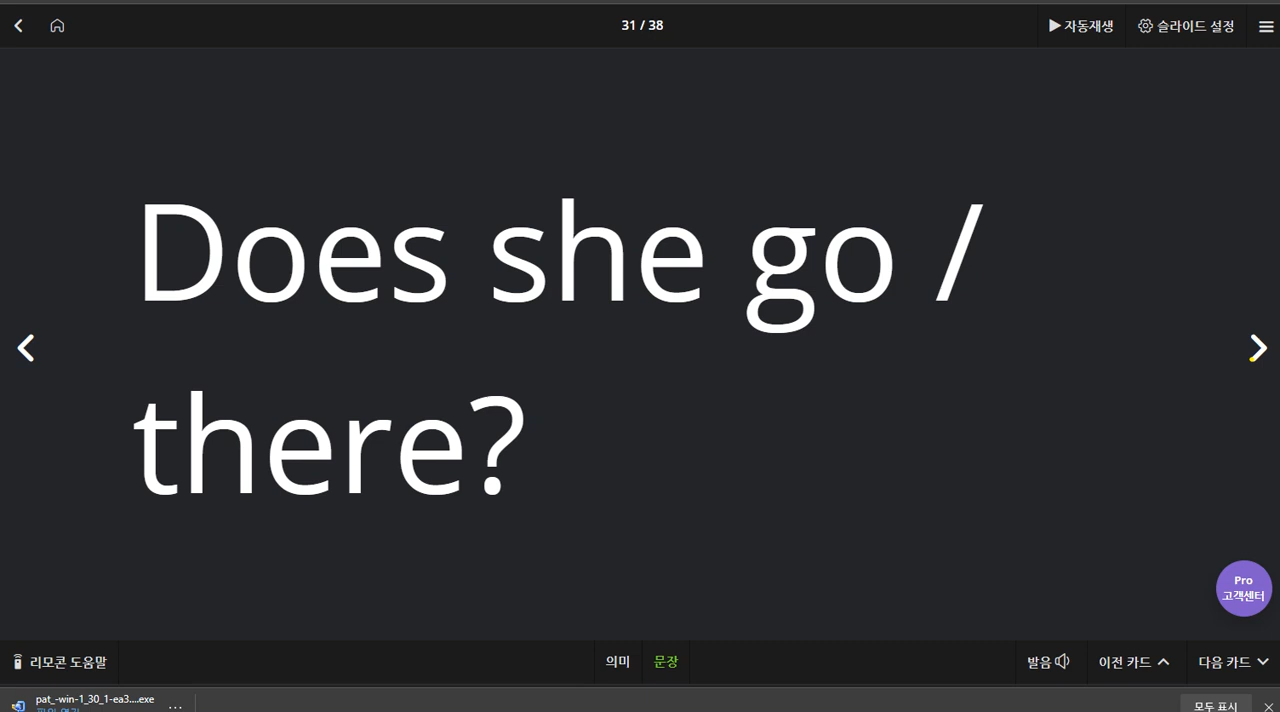 31 / 38
자동재생
슬라이드 설정
Does she go /
there?
Pro
고객센터
리모콘 도움말
의미
문장
발음
이전 카드
다음 카드
pat_-win-1_30_1-ea3....exe
...
모두 표시